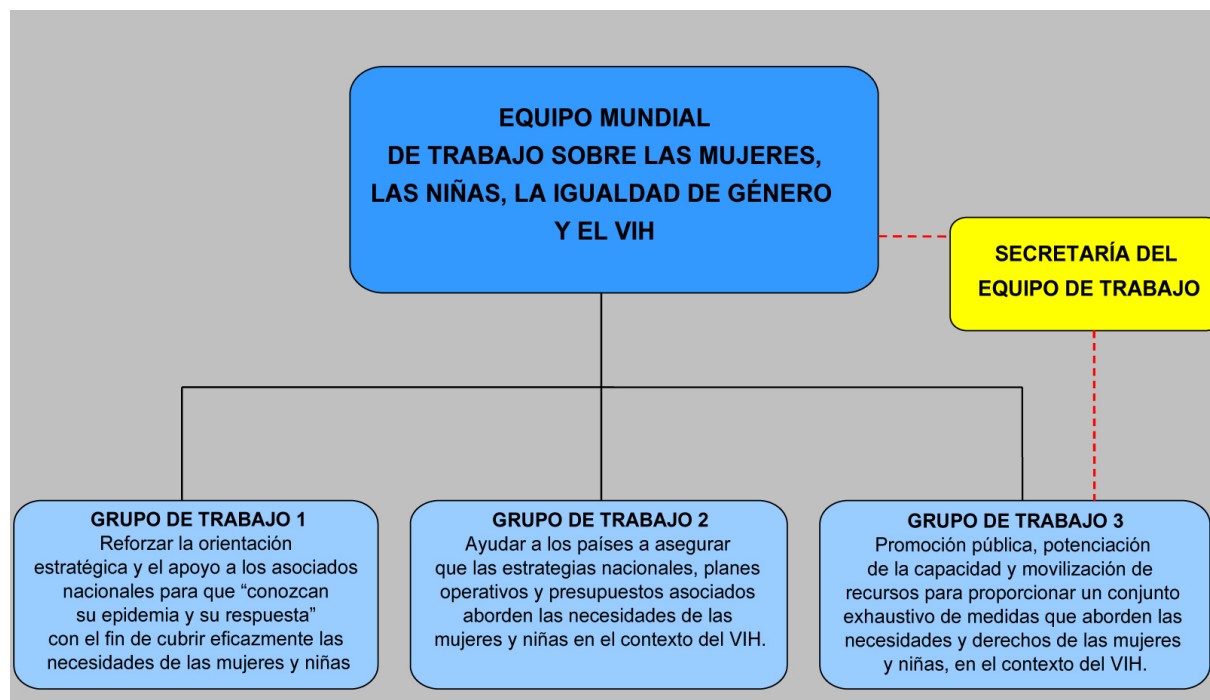 EQUIPO MUNDIAL
DE TRABAJO SOBRE LAS MUJERES,
LAS NIÑAS, LA IGUALDAD DE GÉNERO
Y EL VIH
SECRETARÍA DEL
EQUIPO DE TRABAJO
GRUPO DE TRABAJO 1
Reforzar la orientación
estratégica y el apoyo a los asociados
nacionales para que “conozcan
su epidemia y su respuesta”
con el fin de cubrir eficazmente las
necesidades de las mujeres y niñas
GRUPO DE TRABAJO 2
Ayudar a los países a asegurar
que las estrategias nacionales, planes
operativos y presupuestos asociados
aborden las necesidades de las
mujeres y niñas en el contexto del VIH.
GRUPO DE TRABAJO 3
Promoción pública, potenciación
de la capacidad y movilización de
recursos para proporcionar un conjunto
exhaustivo de medidas que aborden las
necesidades y derechos de las mujeres
y niñas, en el contexto del VIH.